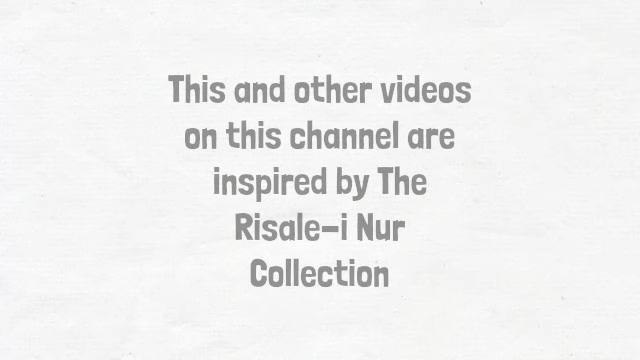 This and other videos
on this channel are
inspired by The
Risale-i Nur
Collection